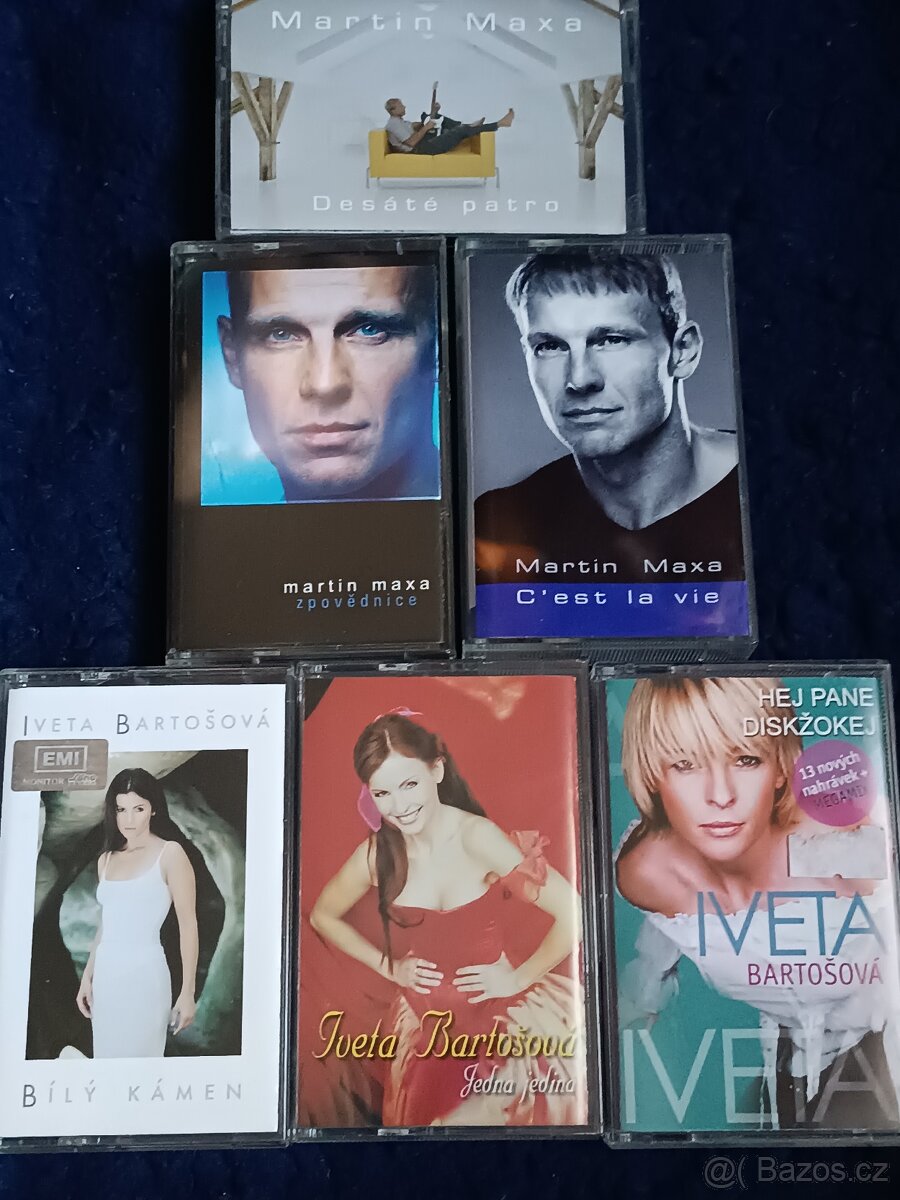 Martin Maxa
Desáté patro
martin maxa
zpovědnice
Martin Maxa
C'est la vie
IVETA BARTOŠOVÁ
EMI
MONITOR
BÍLÝ KÁMEN
Iveta Bartošová
Jedna jediná
HEJ PANE
DISKŽOKEJ
13 nových
nahrávek +
MEGAMIX
IVETA
BARTOŠOVÁ
IVETA
@( Bazos.cz